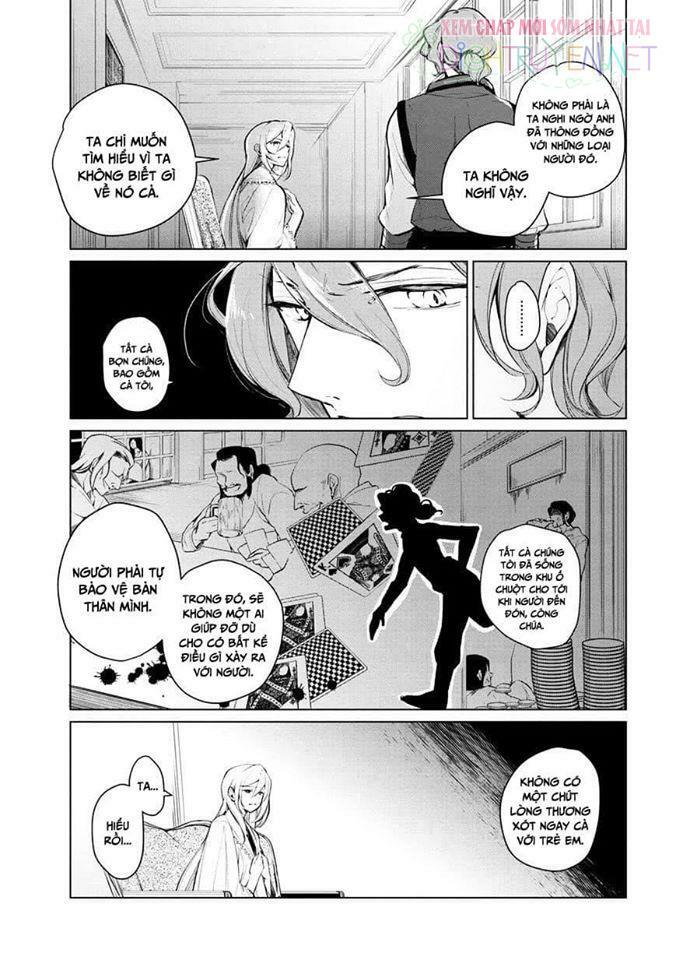 XEM CHAP MỚI SỚM NHẤT TẠI
DICHTRUYEN.NET
KHÔNG PHẢI LÀ
TA NGHI NGỜ ANH
ĐÃ THÔNG ĐỒNG
VỚI NHỮNG
LOẠI
NGƯỜI ĐÓ.
TA KHÔNG
NGHĨ VẬY.
TA CHỈ MUỐN
TÌM HIỂU VÌ TA
KHÔNG BIẾT GÌ
VỀ NÓ CẢ.
.........
TẤT CẢ
BỌN CHÚNG,
BAO GỒM
CẢ TÔI,
TẤT CẢ CHÚNG
TÔI ĐÃ SỐNG
TRONG KHU Ổ
CHUỘT CHO TỚI
KHI NGƯỜI ĐẾN
ĐÓN, CÔNG
CHÚA.
TRONG ĐÓ, SẼ
KHÔNG MỘT AI
GIÚP ĐỠ DÙ
CHO CÓ BẤT KỂ
ĐIỀU GÌ XẢY RA
VỚI NGƯỜI.
NGƯỜI PHẢI TỰ
BẢO VỆ BẢN
THÂN MÌNH.
KHÔNG CÓ
MỘT CHÚT
LÒNG THƯƠNG
XÓT NGAY CẢ
VỚI TRẺ EM.
TA...
HIỂU
RỒI...